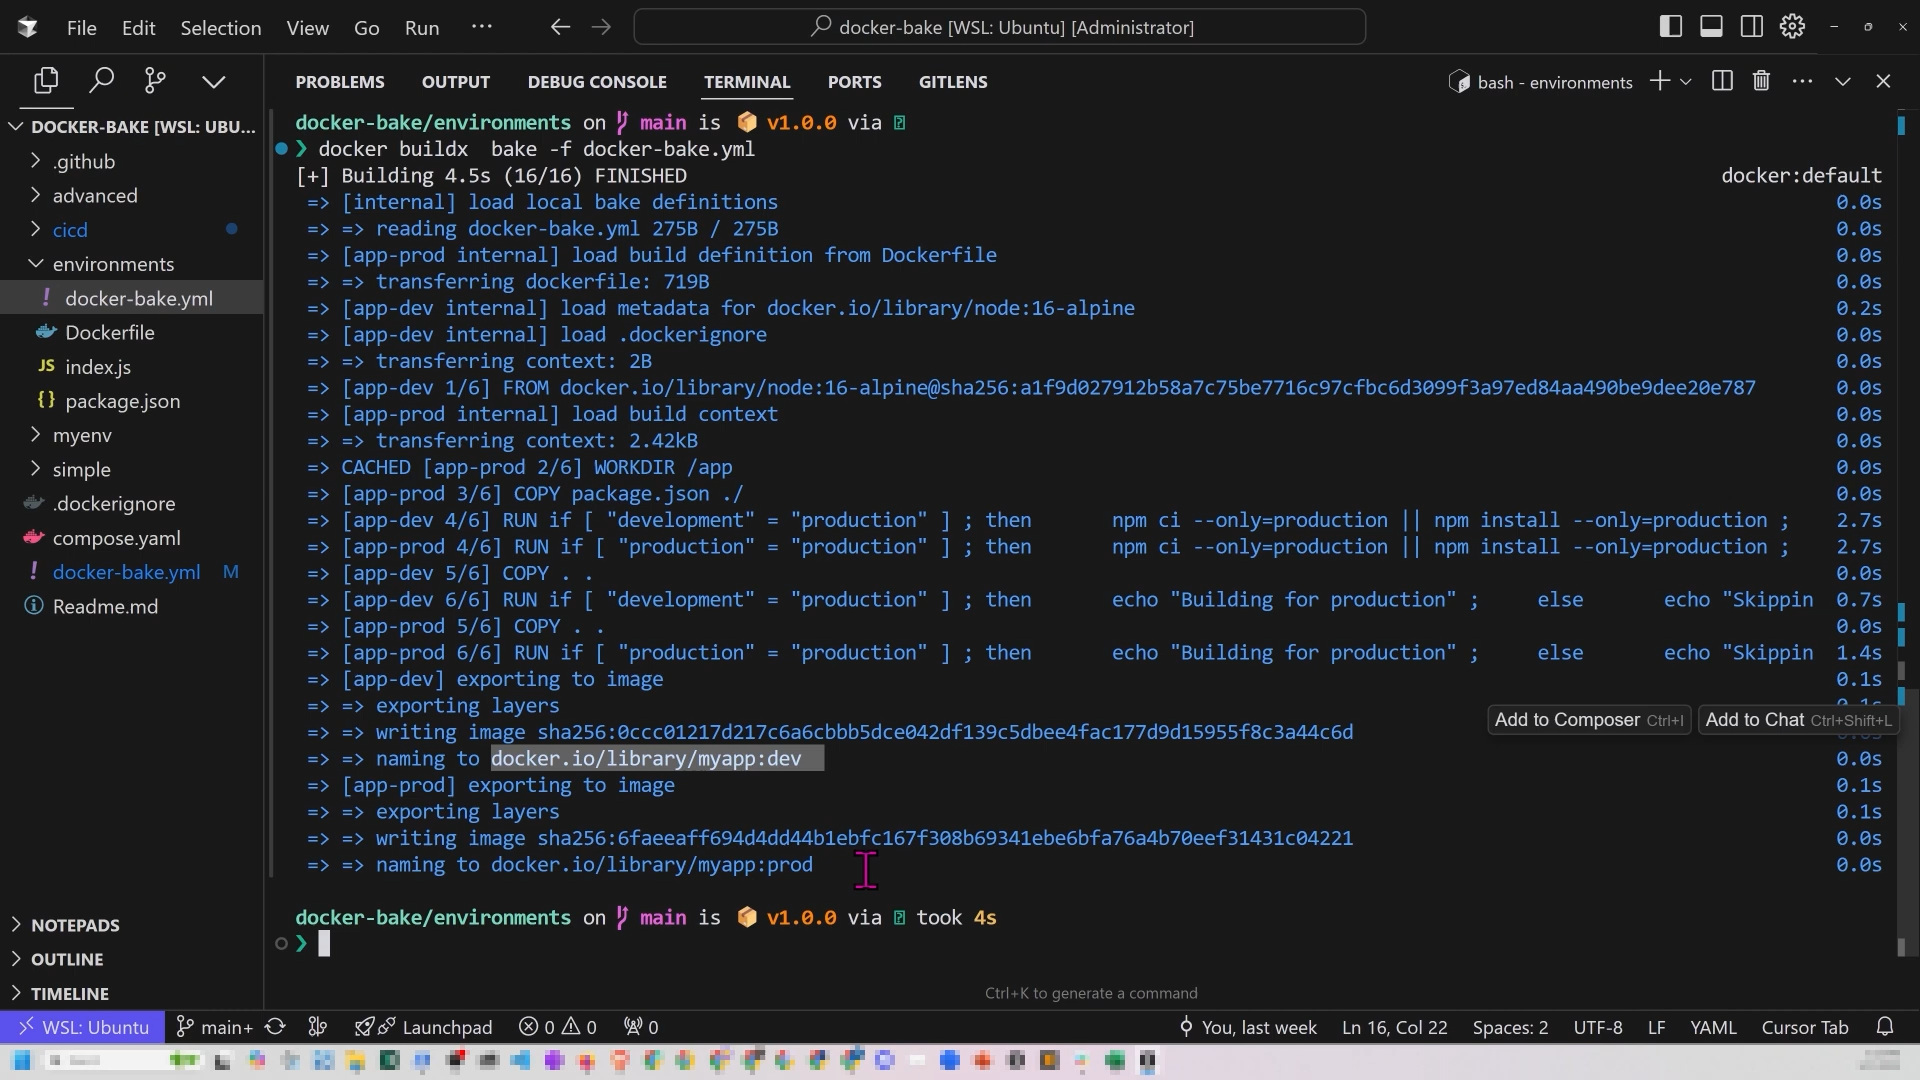 File Edit Selection View Go Run ··· docker-bake [WSL: Ubuntu] [Administrator]
PROBLEMS OUTPUT DEBUG CONSOLE TERMINAL PORTS GITLENS bash - environments
DOCKER-BAKE [WSL: UBU...
.github
advanced
cicd
environments
! docker-bake.yml
Dockerfile
JS index.js
{} package.json
myenv
simple
.dockerignore
compose.yaml
! docker-bake.yml M
Readme.md
NOTEPADS
OUTLINE
TIMELINE
docker-bake/environments on main is v1.0.0 via
❯ docker buildx  bake -f docker-bake.yml
[+] Building 4.5s (16/16) FINISHED docker:default
=> [internal] load local bake definitions 0.0s
=> => reading docker-bake.yml 275B / 275B 0.0s
=> [app-prod internal] load build definition from Dockerfile 0.0s
=> => transferring dockerfile: 719B 0.0s
=> [app-dev internal] load metadata for docker.io/library/node:16-alpine 0.2s
=> [app-dev internal] load .dockerignore 0.0s
=> => transferring context: 2B 0.0s
=> [app-dev 1/6] FROM docker.io/library/node:16-alpine@sha256:a1f9d027912b58a7c75be7716c97cfbc6d3099f3a97ed84aa490be9dee20e787 0.0s
=> [app-prod internal] load build context 0.0s
=> => transferring context: 2.42kB 0.0s
=> CACHED [app-prod 2/6] WORKDIR /app 0.0s
=> [app-prod 3/6] COPY package.json ./ 0.0s
=> [app-dev 4/6] RUN if [ "development" = "production" ] ; then npm ci --only=production || npm install --only=production ; 2.7s
=> [app-prod 4/6] RUN if [ "production" = "production" ] ; then npm ci --only=production || npm install --only=production ; 2.7s
=> [app-dev 5/6] COPY . . 0.0s
=> [app-dev 6/6] RUN if [ "development" = "production" ] ; then echo "Building for production" ; else echo "Skippin 0.7s
=> [app-prod 5/6] COPY . . 0.0s
=> [app-prod 6/6] RUN if [ "production" = "production" ] ; then echo "Building for production" ; else echo "Skippin 1.4s
=> [app-dev] exporting to image 0.1s
=> => exporting layers
Add to Composer Ctrl+I Add to Chat Ctrl+Shift+L
=> => writing image sha256:0ccc01217d217c6a6cbbb5dce042df139c5dbee4fac177d9d15955f8c3a44c6d
=> => naming to docker.io/library/myapp:dev 0.0s
=> [app-prod] exporting to image 0.1s
=> => exporting layers 0.1s
=> => writing image sha256:6faeeaff694d4dd44b1ebfc167f308b69341ebe6bfa76a4b70eef31431c04221 0.0s
=> => naming to docker.io/library/myapp:prod 0.0s
docker-bake/environments on main is v1.0.0 via took 4s
❯
Ctrl+K to generate a command
WSL: Ubuntu main+ Launchpad 0 0 0 You, last week Ln 16, Col 22 Spaces: 2 UTF-8 LF YAML Cursor Tab